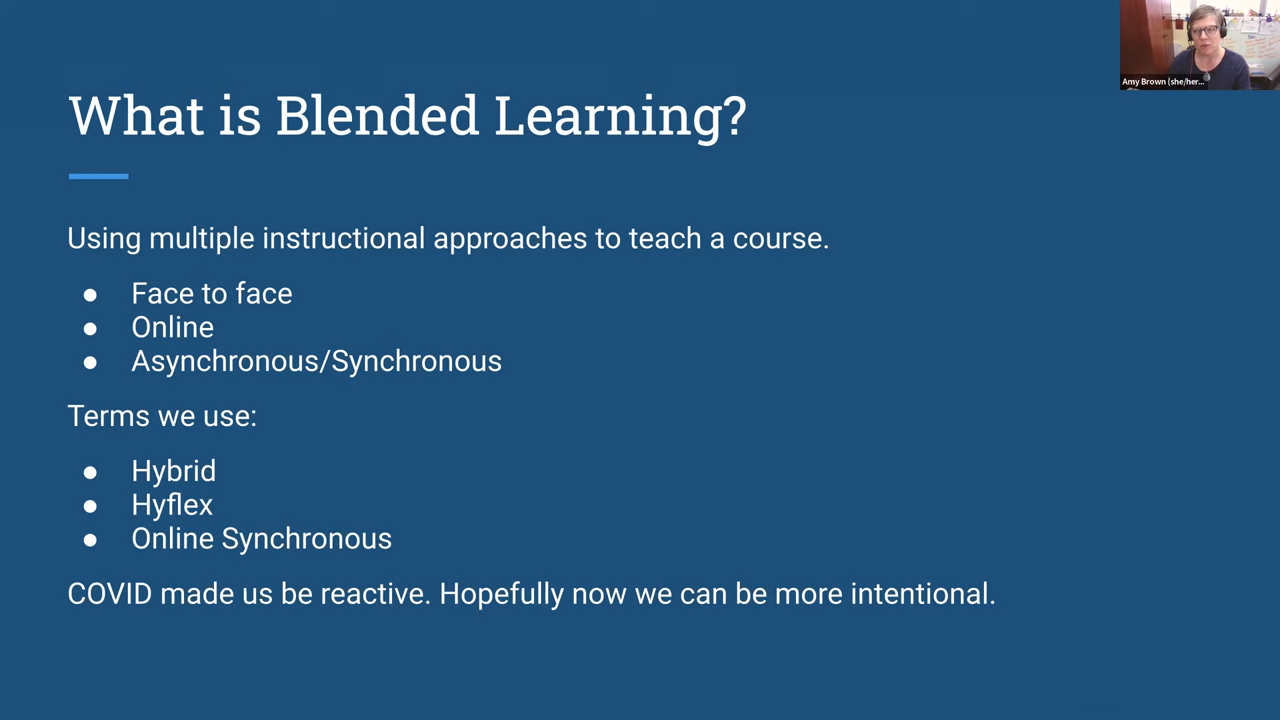 What is Blended Learning?
Using multiple instructional approaches to teach a course.
● Face to face
● Online
● Asynchronous/Synchronous
Terms we use:
● Hybrid
● Hyflex
● Online Synchronous
COVID made us be reactive. Hopefully now we can be more intentional.
Amy Brown (she/her...